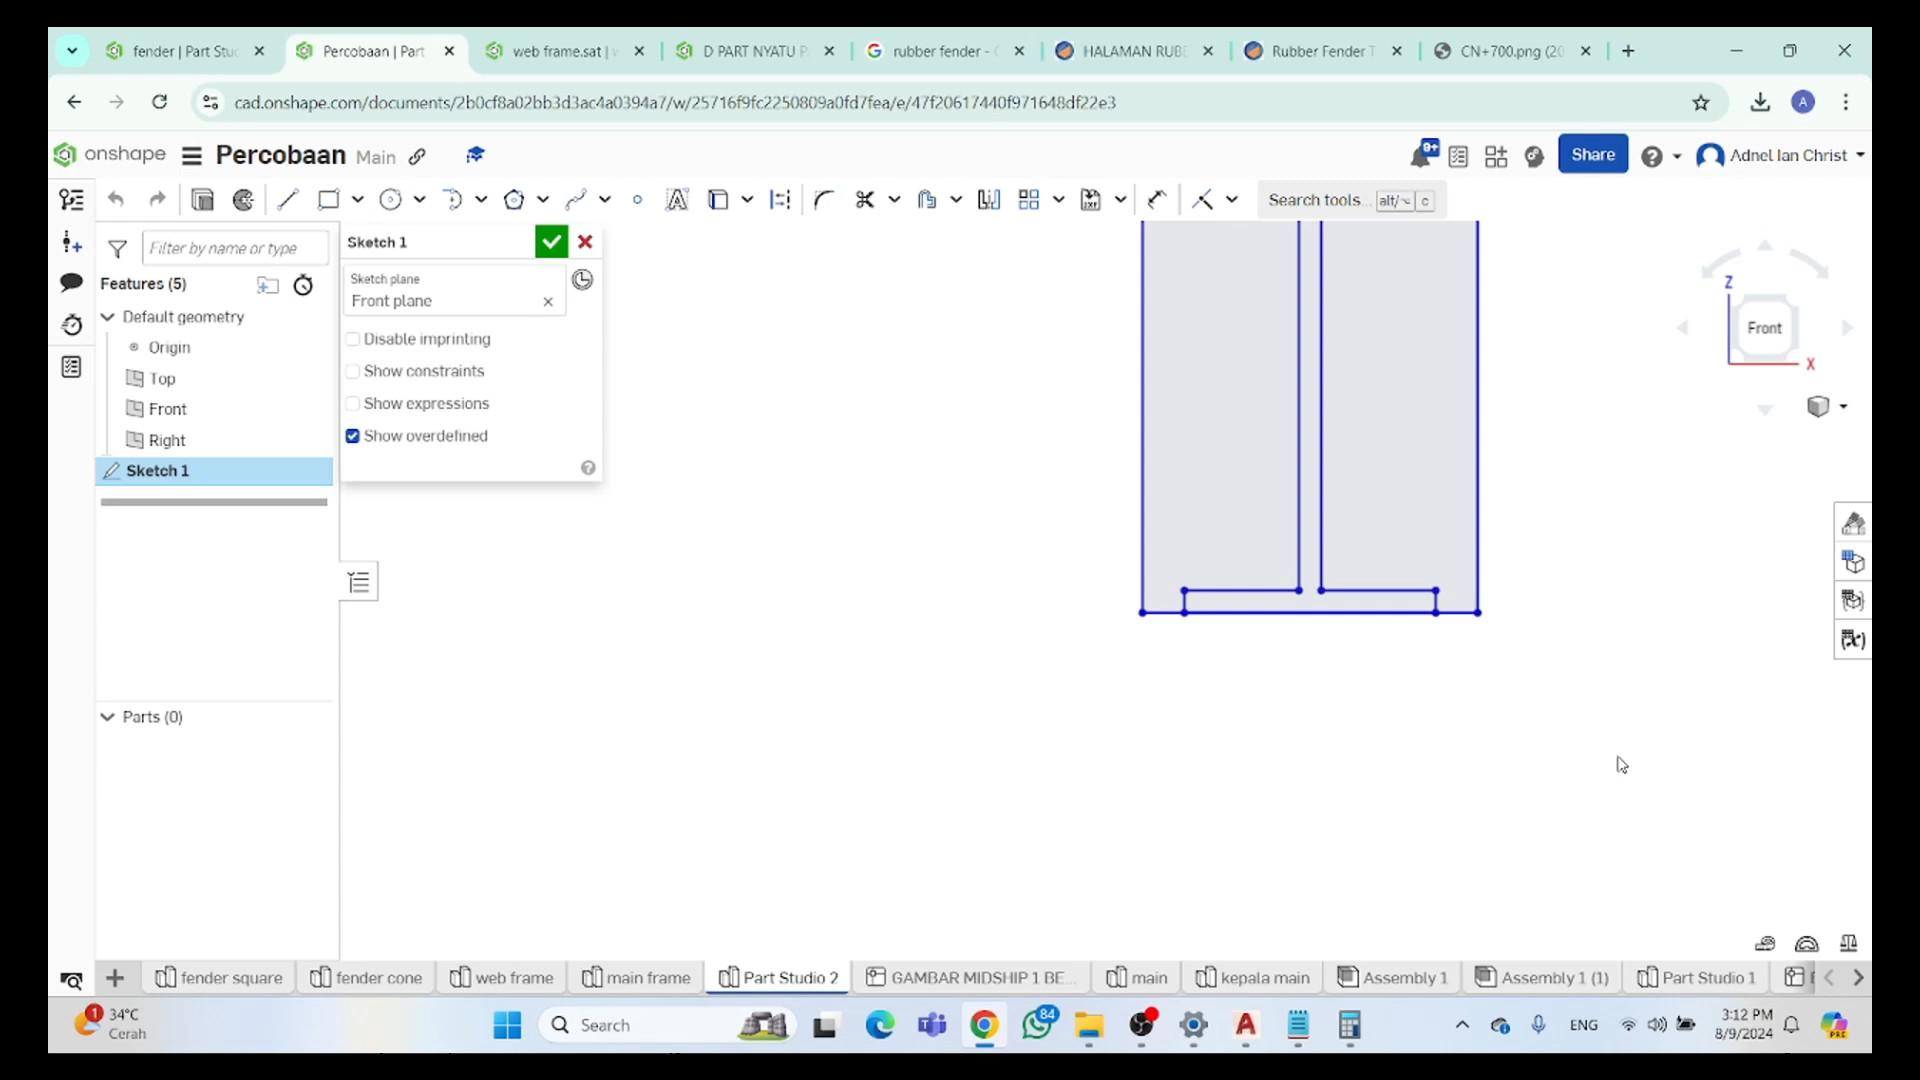 fender | Part Stu
Percobaan | Part
web frame.sat |
D PART NYATU P
rubber fender -
HALAMAN RUB
Rubber Fender T
CN+700.png (20
cad.onshape.com/documents/2b0cf8a02bb3d3ac4a0394a7/w/25716f9fc2250809a0fd7fea/e/47f20617440f971648df22e3
A
onshape
Percobaan
Main
9+
Share
Adnel Ian Christ
Search tools...
alt/⌥
c
Filter by name or type
Features (5)
Default geometry
Origin
Top
Front
Right
Sketch 1
Parts (0)
Sketch 1
Sketch plane
Front plane
Disable imprinting
Show constraints
Show expressions
Show overdefined
Z
Front
X
fender square
fender cone
web frame
main frame
Part Studio 2
GAMBAR MIDSHIP 1 BE...
main
kepala main
Assembly 1
Assembly 1 (1)
Part Studio 1
1
34°C
Cerah
Search
84
ENG
3:12 PM
8/9/2024
PRE